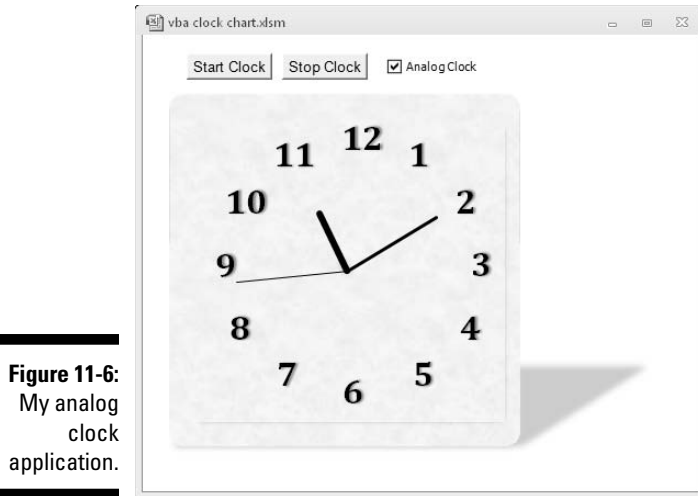 vba clock chart.xlsm
Start Clock Stop Clock Analog Clock
12
11 1
10 2
9 3
8 4
7 5
6
Figure 11-6:
My analog
clock
application.